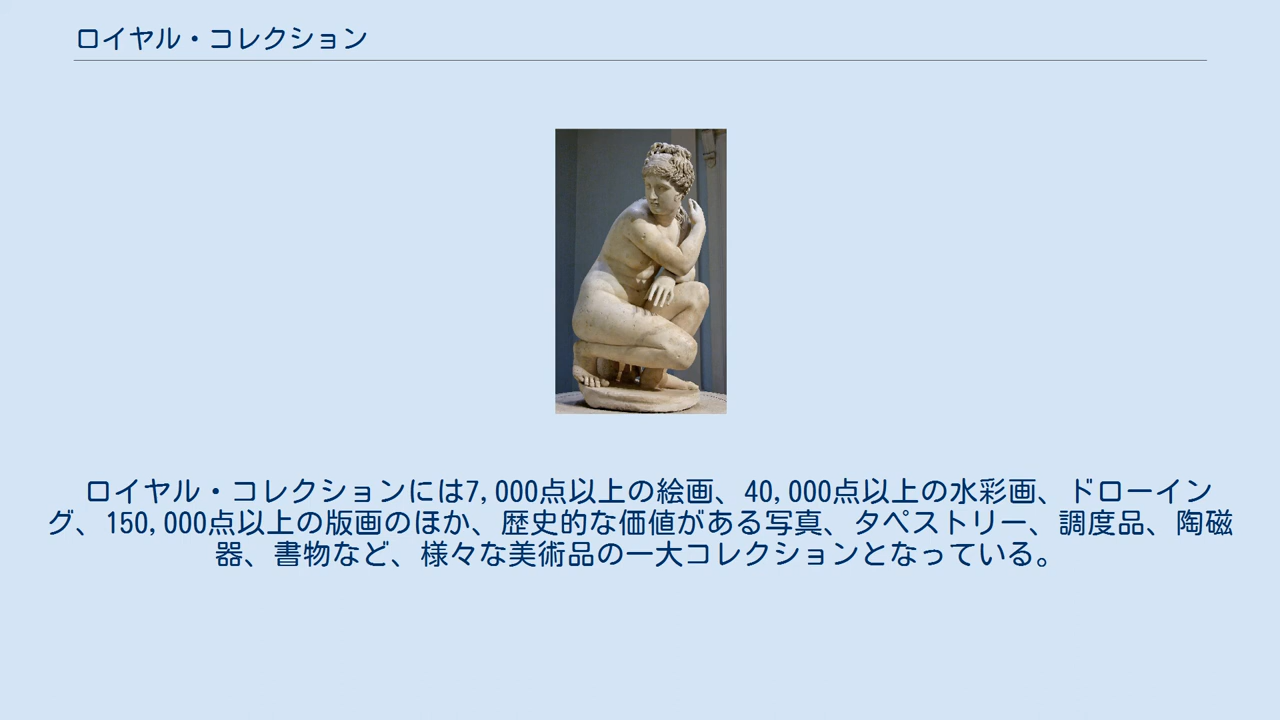 ロイヤル・コレクション
ロイヤル・コレクションには7,000点以上の絵画、40,000点以上の水彩画、ドローイン
グ、150,000点以上の版画のほか、歴史的な価値がある写真、タペストリー、調度品、陶磁
器、書物など、様々な美術品の一大コレクションとなっている。